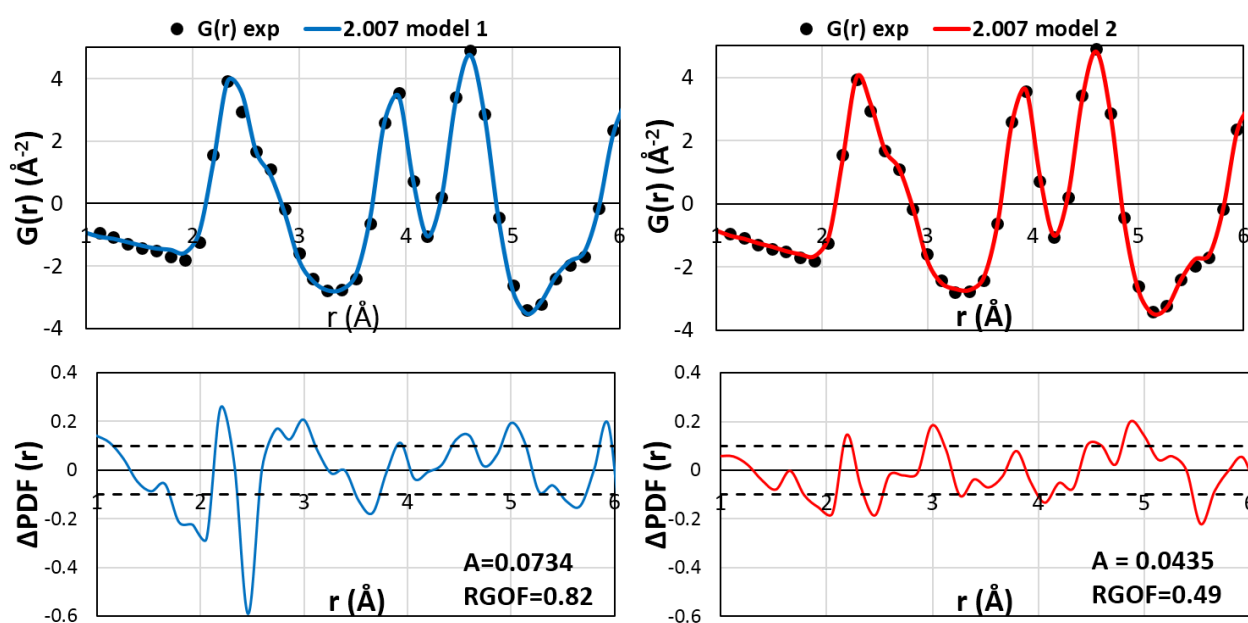 G(r) exp 2.007 model 1
G(r) (Å⁻²)
4
2
0
-2
-4
1 2 3 4 5 6
r (Å)
G(r) exp 2.007 model 2
G(r) (Å⁻²)
4
2
0
-2
-4
1 2 3 4 5 6
r (Å)
ΔPDF (r)
0.4
0.2
0
-0.2
-0.4
-0.6
1 2 3 4 5 6
A=0.0734
RGOF=0.82
r (Å)
ΔPDF (r)
0.4
0.2
0
-0.2
-0.4
-0.6
1 2 3 4 5 6
A = 0.0435
RGOF=0.49
r (Å)